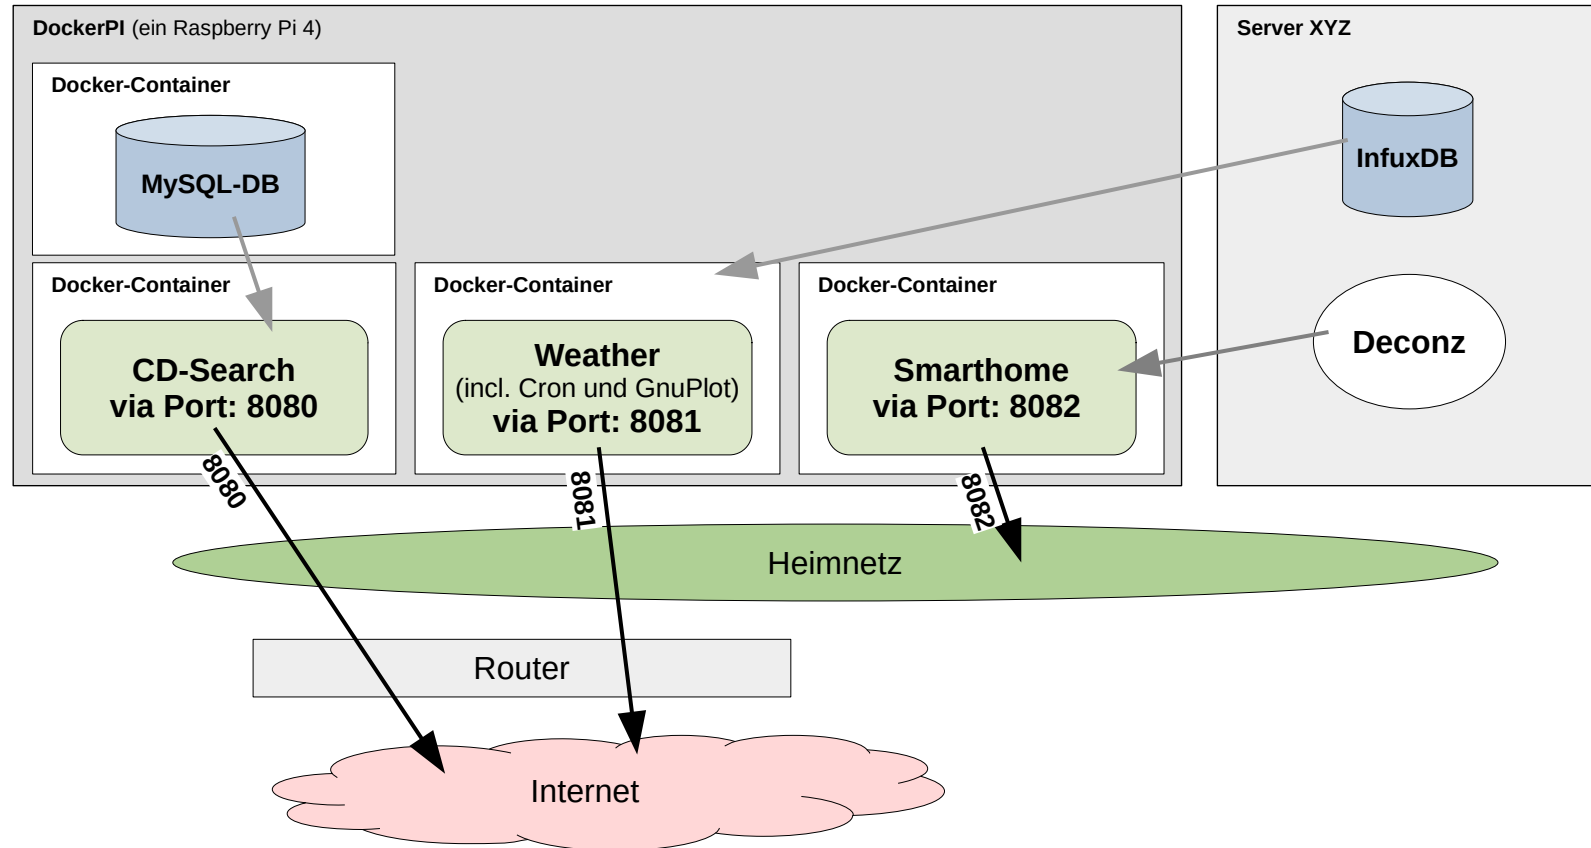 DockerPI (ein Raspberry Pi 4)
Server XYZ
Docker-Container
MySQL-DB
InfuxDB
Docker-Container
Docker-Container
Docker-Container
CD-Search
via Port: 8080
Weather
(incl. Cron und GnuPlot)
via Port: 8081
Smarthome
via Port: 8082
Deconz
8080
8081
8082
Heimnetz
Router
Internet